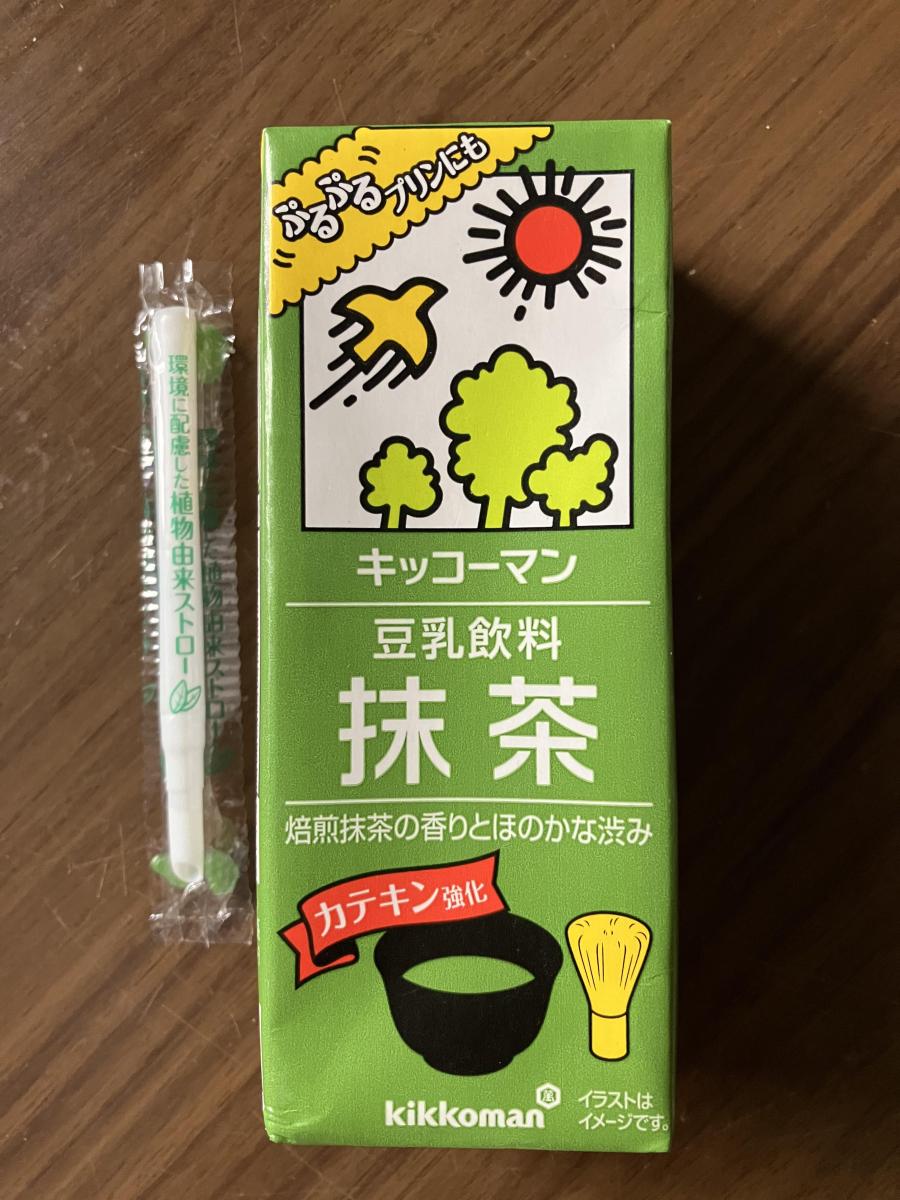 ぷるぷるプリンにも
キッコーマン
豆乳飲料
抹茶
焙煎抹茶の香りとほのかな渋み
カテキン強化
kikkoman
イラストは
イメージです。
環境に配慮した植物由来ストロー